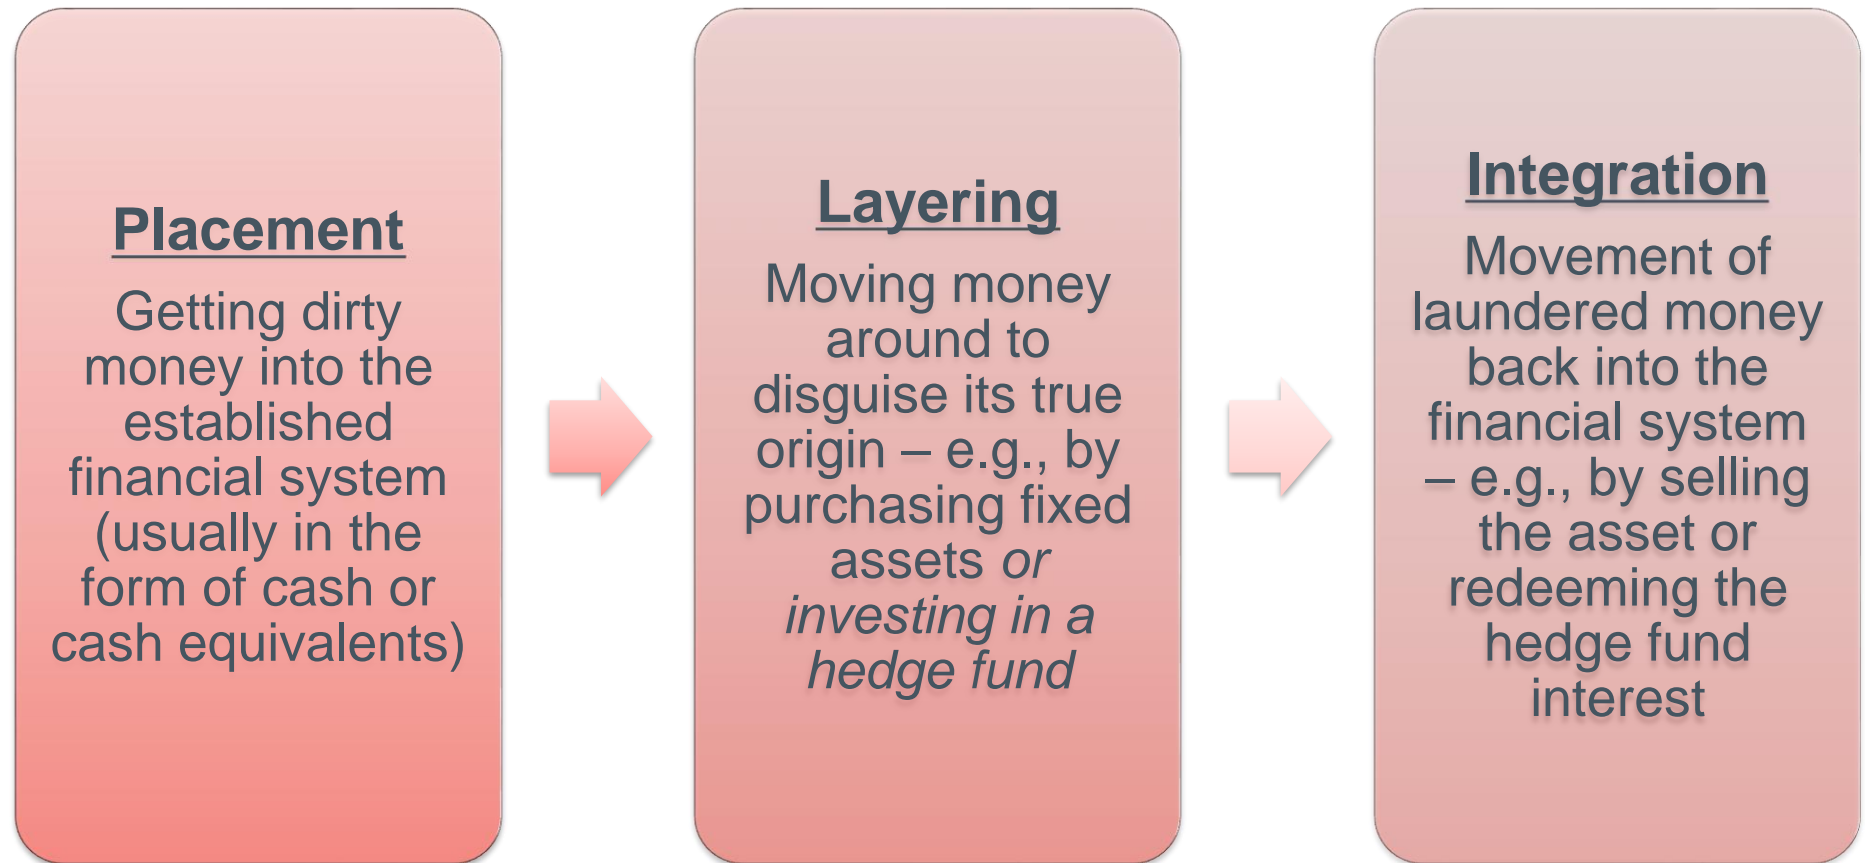 Placement
Getting dirty
money into the
established
financial system
(usually in the
form of cash or
cash equivalents)
Layering
Moving money
around to
disguise its true
origin – e.g., by
purchasing fixed
assets or
investing in a
hedge fund
Integration
Movement of
laundered money
back into the
financial system
– e.g., by selling
the asset or
redeeming the
hedge fund
interest